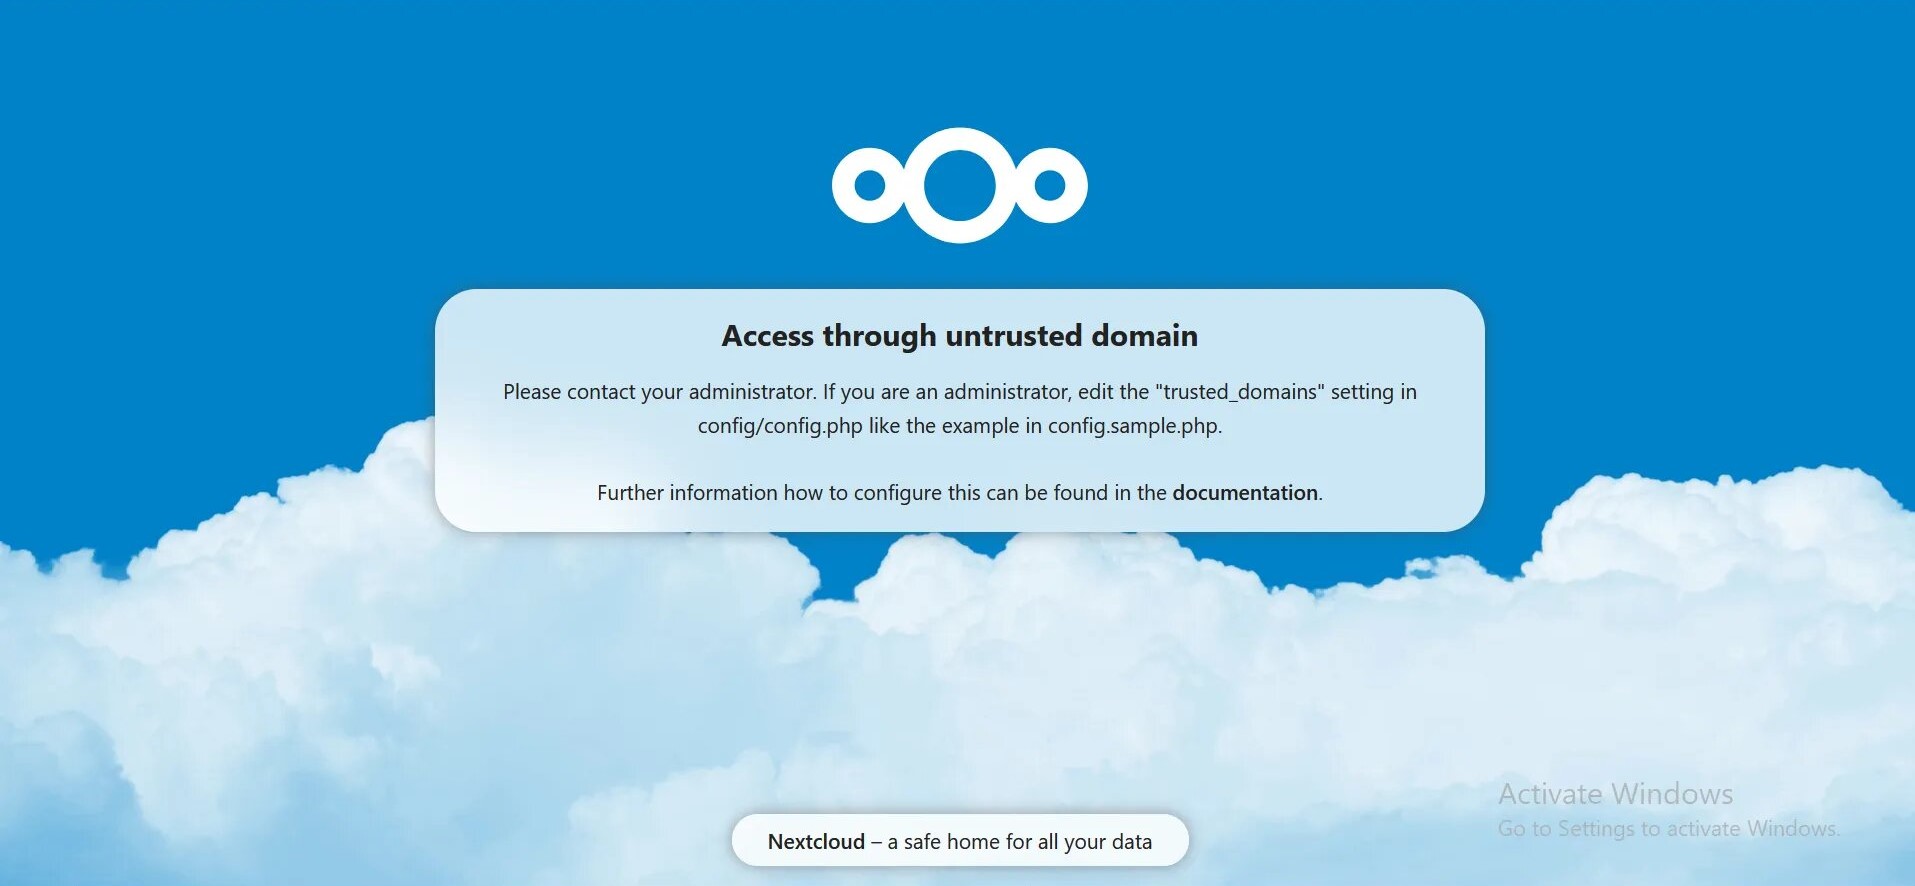 Access through untrusted domain
Please contact your administrator. If you are an administrator, edit the "trusted_domains" setting in
config/config.php like the example in config.sample.php.
Further information how to configure this can be found in the documentation.
Activate Windows
Go to Settings to activate Windows.
Nextcloud – a safe home for all your data